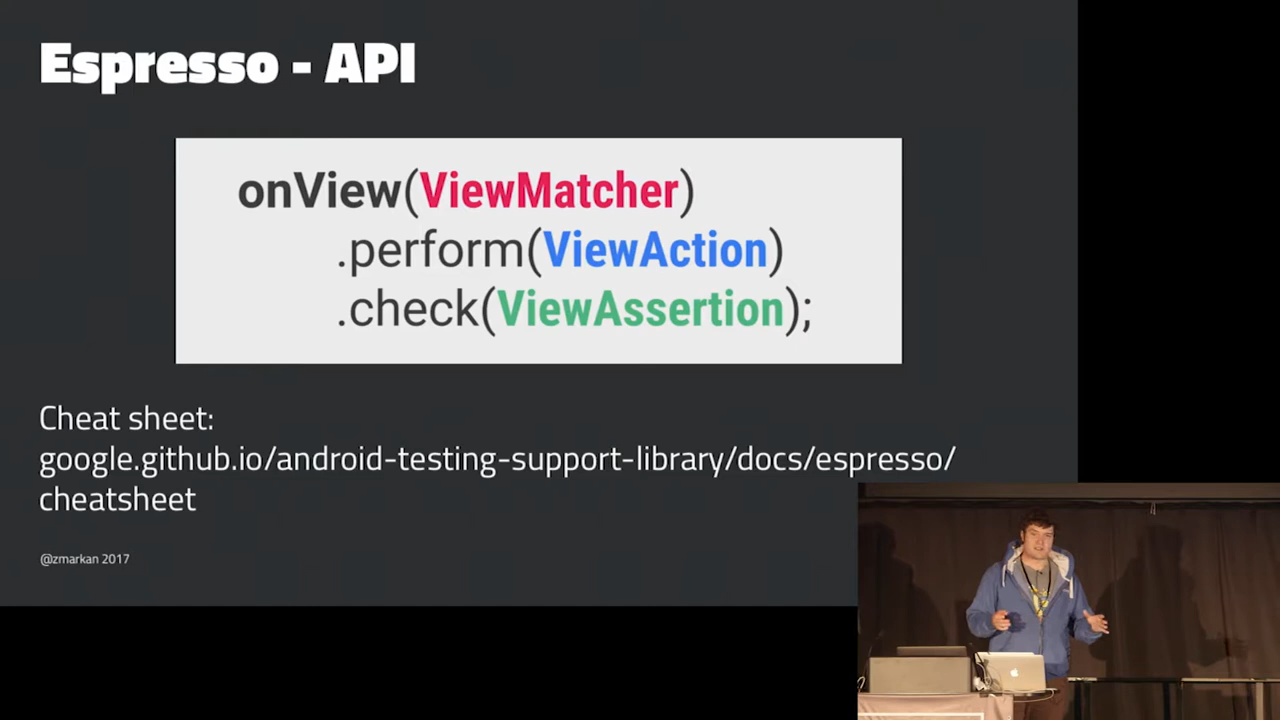 Espresso - API
onView(ViewMatcher)
.perform(ViewAction)
.check(ViewAssertion);
Cheat sheet:
google.github.io/android-testing-support-library/docs/espresso/
cheatsheet
@zmarkan 2017